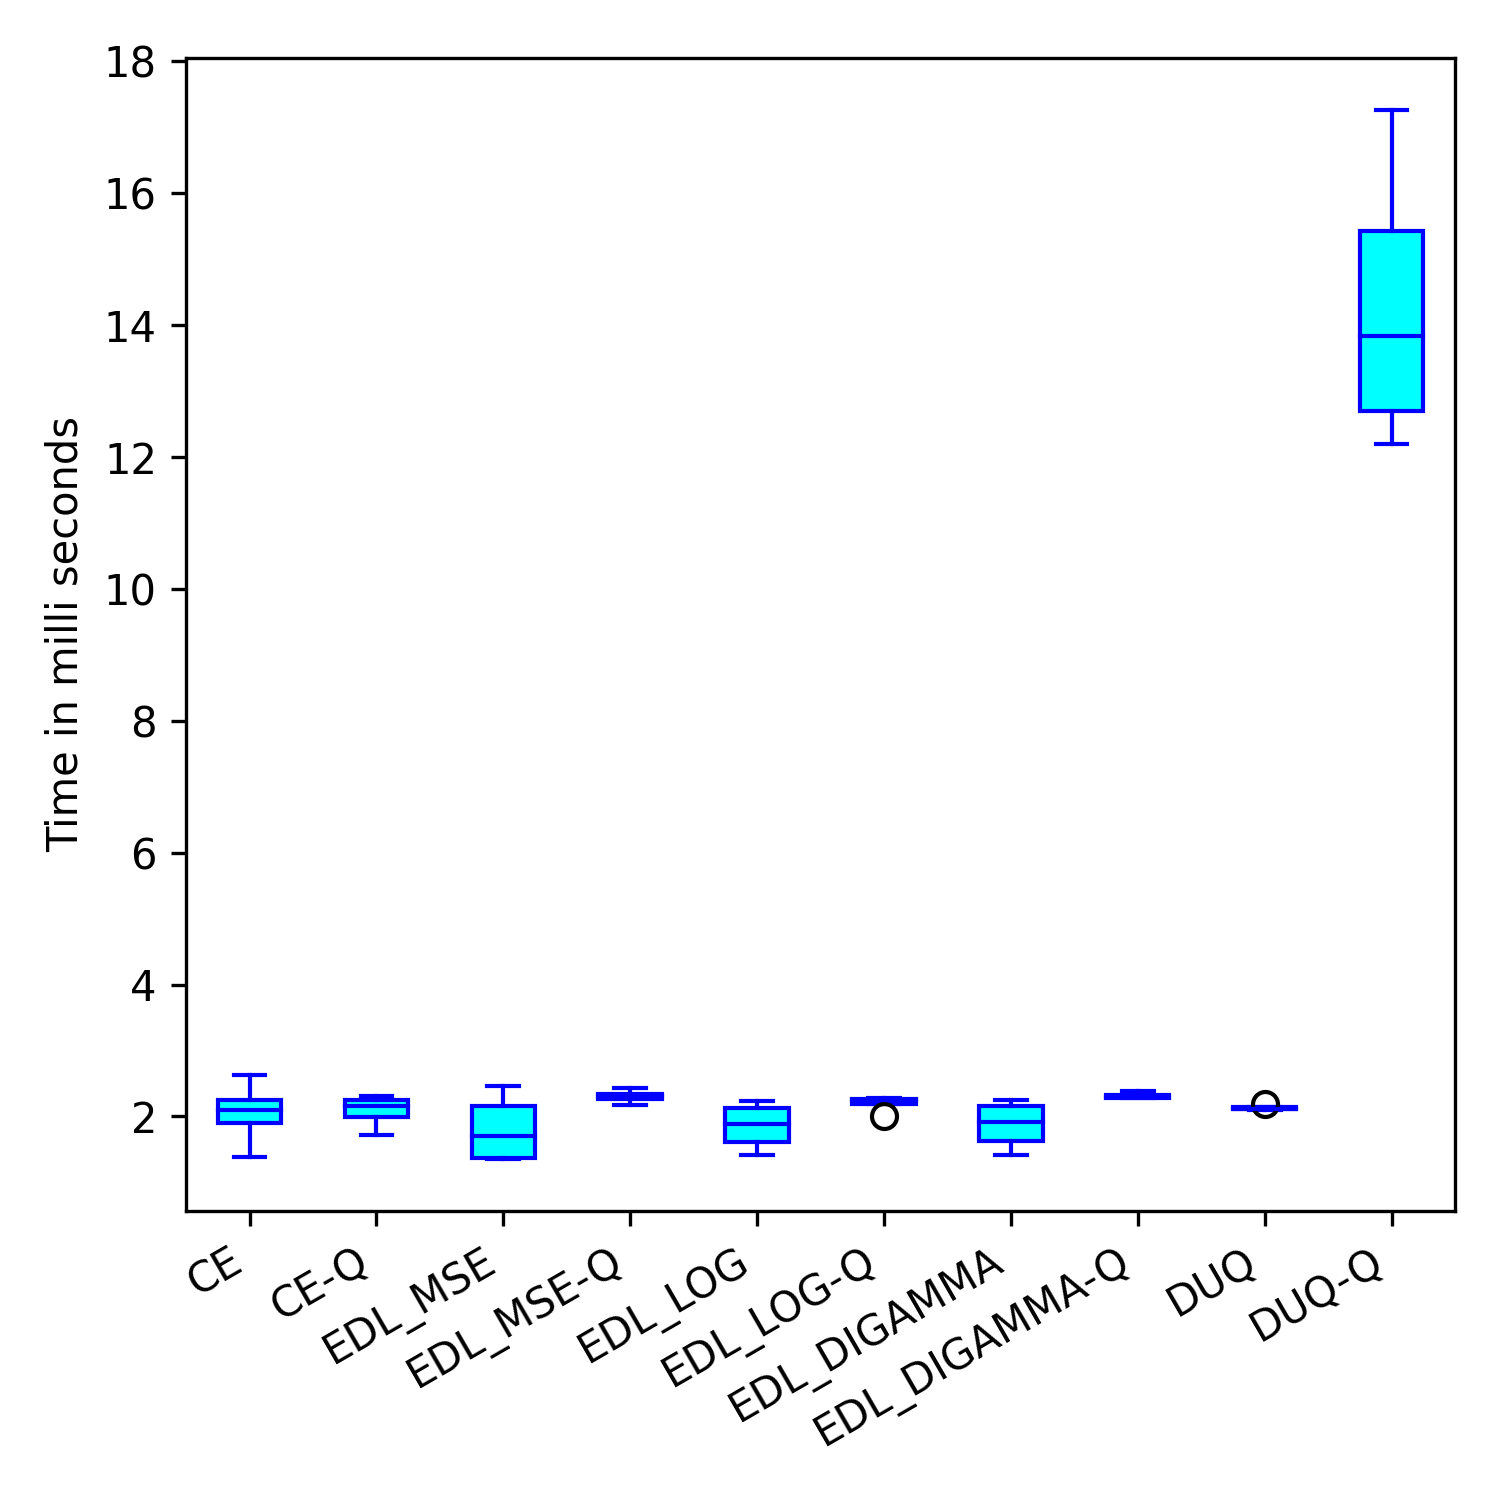 18
16
14
12
10
8
6
4
2
Time in milli seconds
CE
CE-Q
EDL_MSE
EDL_MSE-Q
EDL_LOG
EDL_LOG-Q
EDL_DIGAMMA
EDL_DIGAMMA-Q
DUQ
DUQ-Q